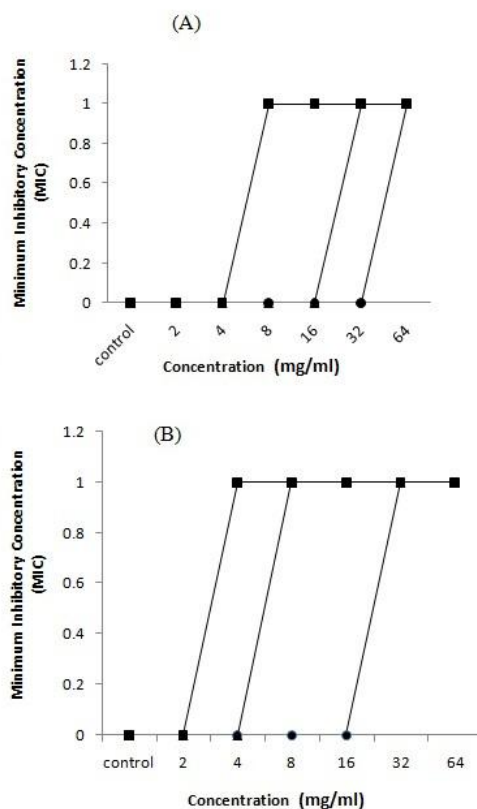 (A)
Minimum Inhibitory Concentration
(MIC)
1.2
1
0.8
0.6
0.4
0.2
0
control 2 4 8 16 32 64
Concentration (mg/ml)
(B)
Minimum Inhibitory Concentration
(MIC)
1.2
1
0.8
0.6
0.4
0.2
0
control 2 4 8 16 32 64
Concentration (mg/ml)